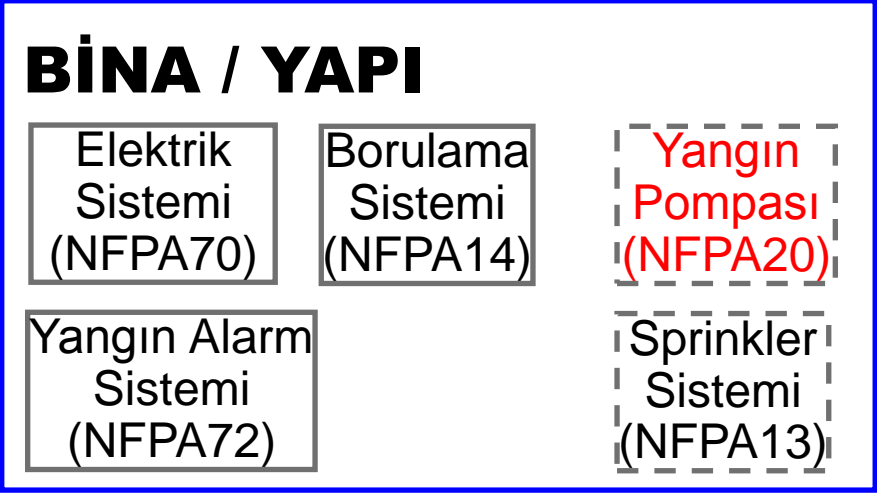 BİNA / YAPI
Elektrik
Sistemi
(NFPA70)
Borulama
Sistemi
(NFPA14)
Yangın
Pompası
(NFPA20)
Yangın Alarm
Sistemi
(NFPA72)
Sprinkler
Sistemi
(NFPA13)